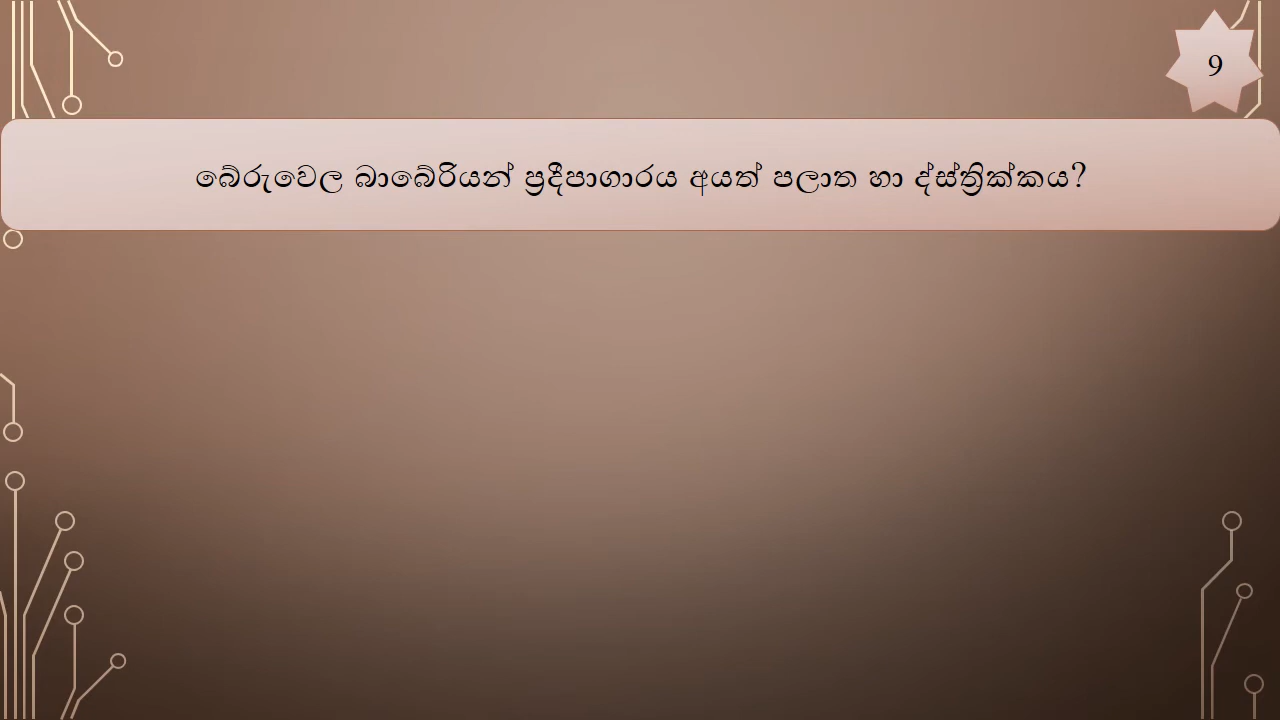 9
බේරුවෙල බාබේරියන් ප්‍රදීපාගාරය අයත් පලාත හා ද්ස්ත්‍රික්කය?